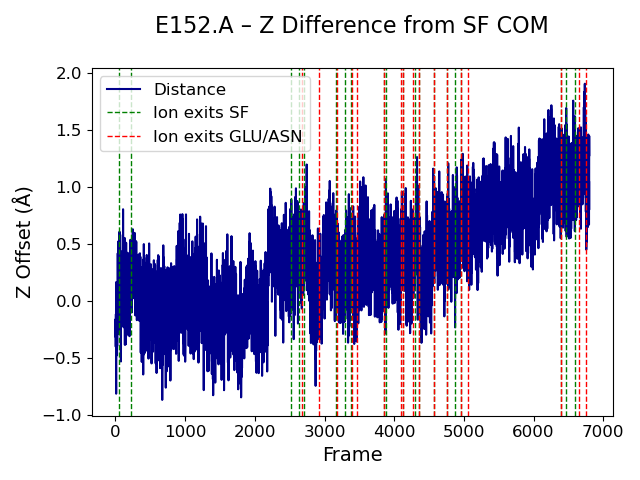 E152.A – Z Difference from SF COM
Distance
Ion exits SF
Ion exits GLU/ASN
Z Offset (Å)
2.0
1.5
1.0
0.5
0.0
−0.5
−1.0
0 1000 2000 3000 4000 5000 6000 7000
Frame